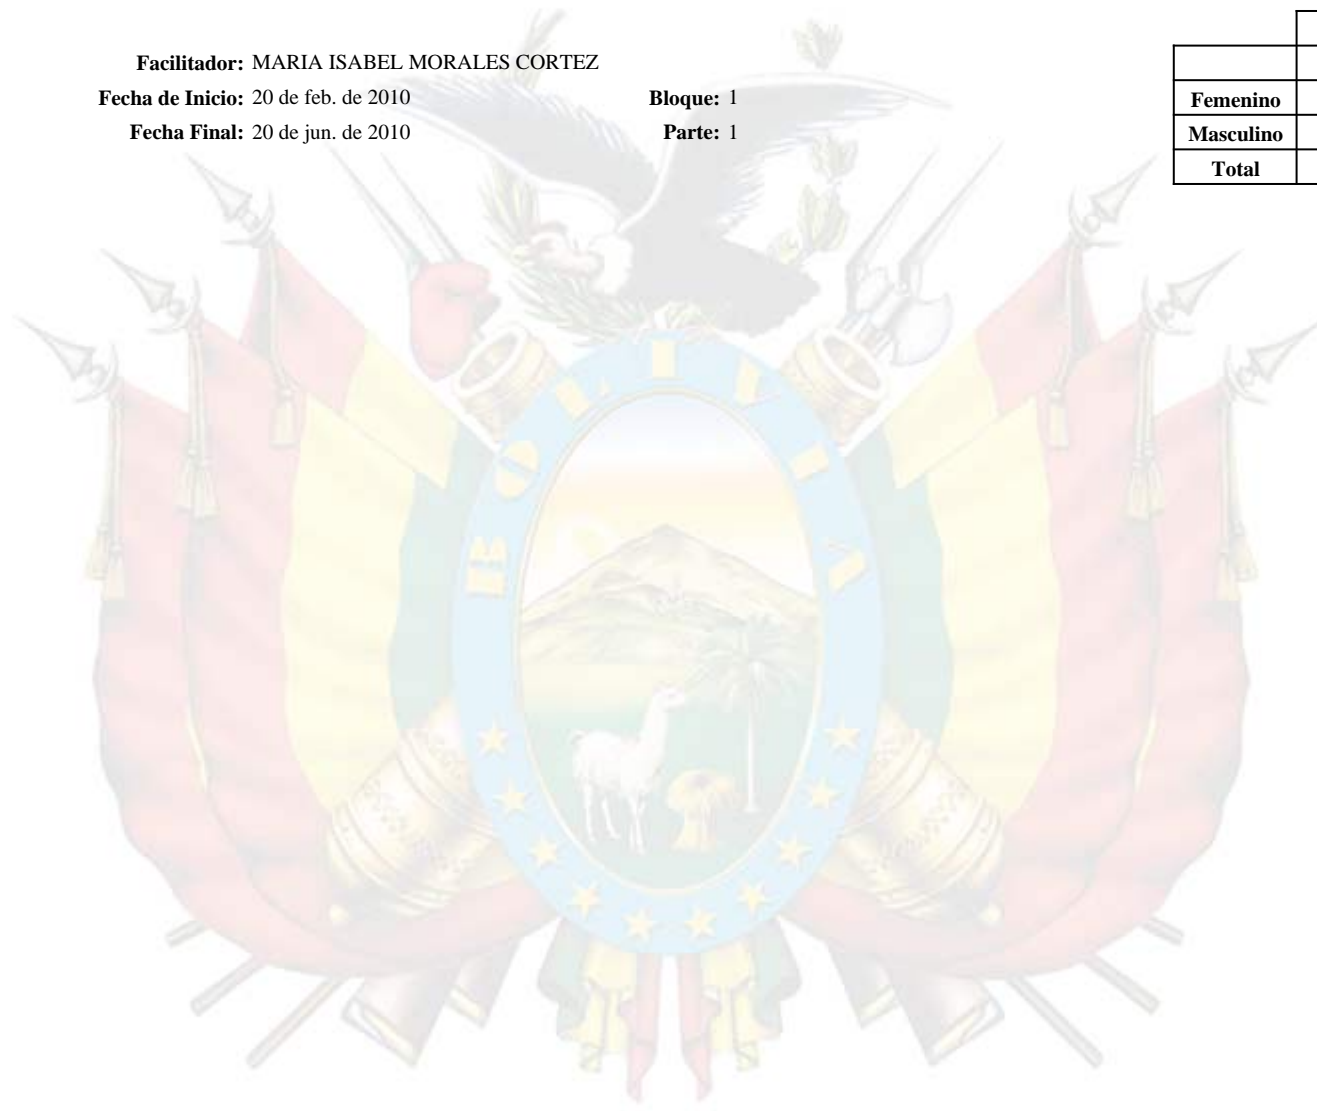 Facilitador: MARIA ISABEL MORALES CORTEZ
Fecha de Inicio: 20 de feb. de 2010 Bloque: 1
Fecha Final: 20 de jun. de 2010 Parte: 1
Femenino
Masculino
Total
BOLIVIA